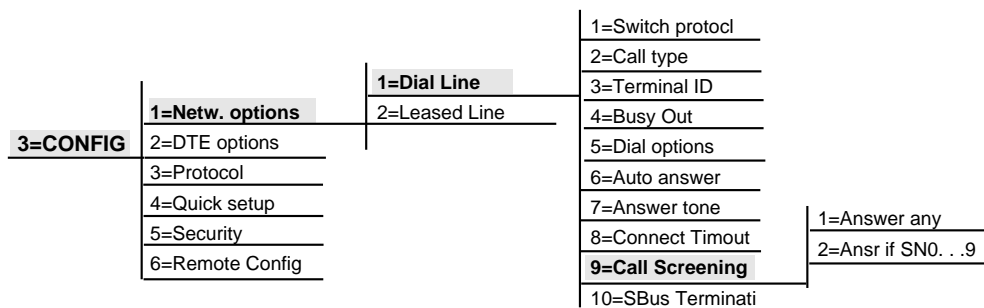 3=CONFIG
1=Netw. options
2=DTE options
3=Protocol
4=Quick setup
5=Security
6=Remote Config
1=Dial Line
2=Leased Line
1=Switch protocl
2=Call type
3=Terminal ID
4=Busy Out
5=Dial options
6=Auto answer
7=Answer tone
8=Connect Timout
9=Call Screening
10=SBus Terminati
1=Answer any
2=Ansr if SN0. . .9